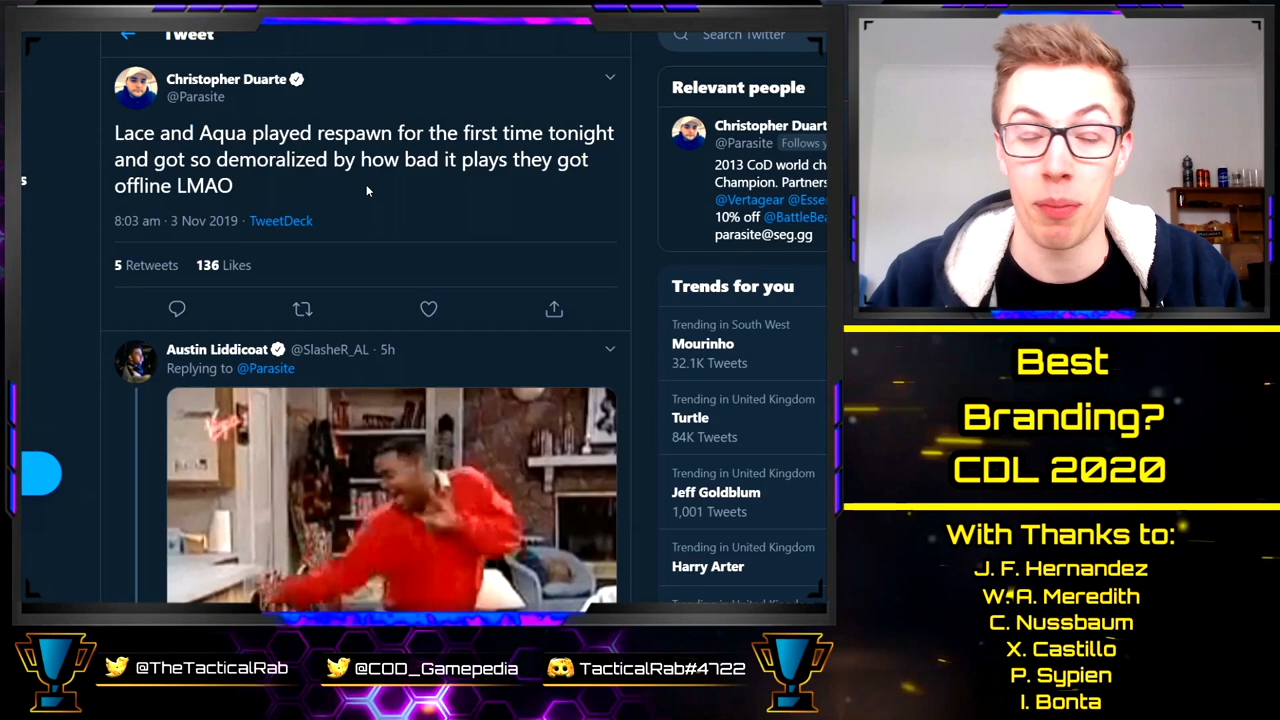 Tweet
Search Twitter
Christopher Duarte
@Parasite
Lace and Aqua played respawn for the first time tonight
and got so demoralized by how bad it plays they got
offline LMAO
8:03 am · 3 Nov 2019 · TweetDeck
5 Retweets 136 Likes
Austin Liddicoat @SlasheR_AL · 5h
Replying to @Parasite
s
Relevant people
Christopher Duart
@Parasite Follows y
2013 CoD world ch
Champion. Partners
@Vertagear @Esse
10% off @BattleBea
parasite@seg.gg
Trends for you
Trending in South West
Mourinho
32.1K Tweets
Trending in United Kingdom
Turtle
84K Tweets
Trending in United Kingdom
Jeff Goldblum
1,001 Tweets
Trending in United Kingdom
Harry Arter
Best
Branding?
CDL 2020
With Thanks to:
J. F. Hernandez
W. A. Meredith
C. Nussbaum
X. Castillo
P. Sypien
I. Bonta
@TheTacticalRab
@COD_Gamepedia
TacticalRab#4722